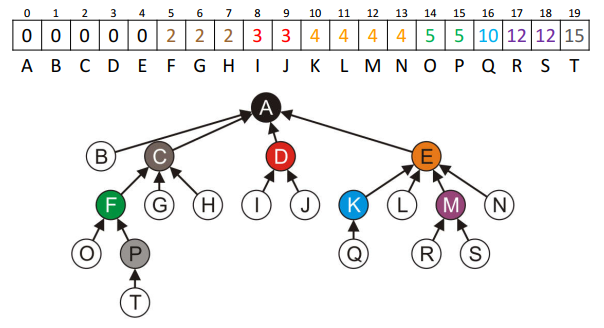 0 1 2 3 4 5 6 7 8 9 10 11 12 13 14 15 16 17 18 19
0 0 0 0 0 2 2 2 3 3 4 4 4 4 5 5 10 12 12 15
A B C D E F G H I J K L M N O P Q R S T
A
B C D E
F G H I J K L M N
O P Q R S
T